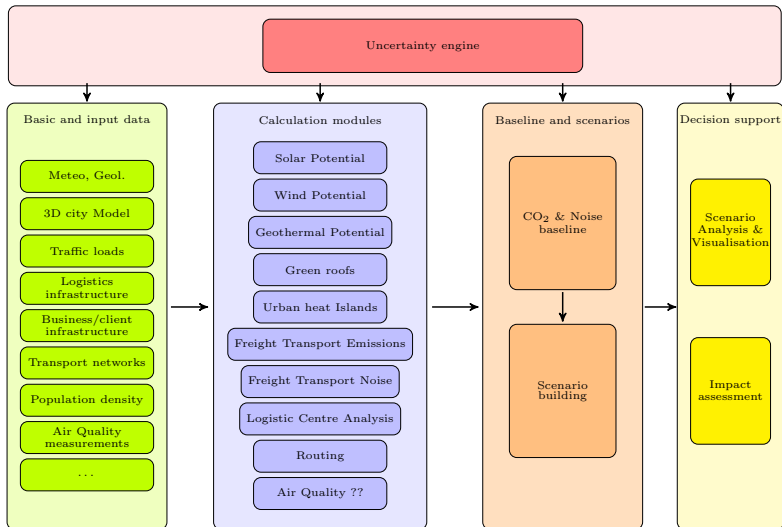 Uncertainty engine
Basic and input data
Meteo, Geol.
3D city Model
Traffic loads
Logistics
infrastructure
Business/client
infrastructure
Transport networks
Population density
Air Quality
measurements
...
Calculation modules
Solar Potential
Wind Potential
Geothermal Potential
Green roofs
Urban heat Islands
Freight Transport Emissions
Freight Transport Noise
Logistic Centre Analysis
Routing
Air Quality ??
Baseline and scenarios
CO₂ & Noise
baseline
Scenario
building
Decision support
Scenario
Analysis &
Visualisation
Impact
assessment